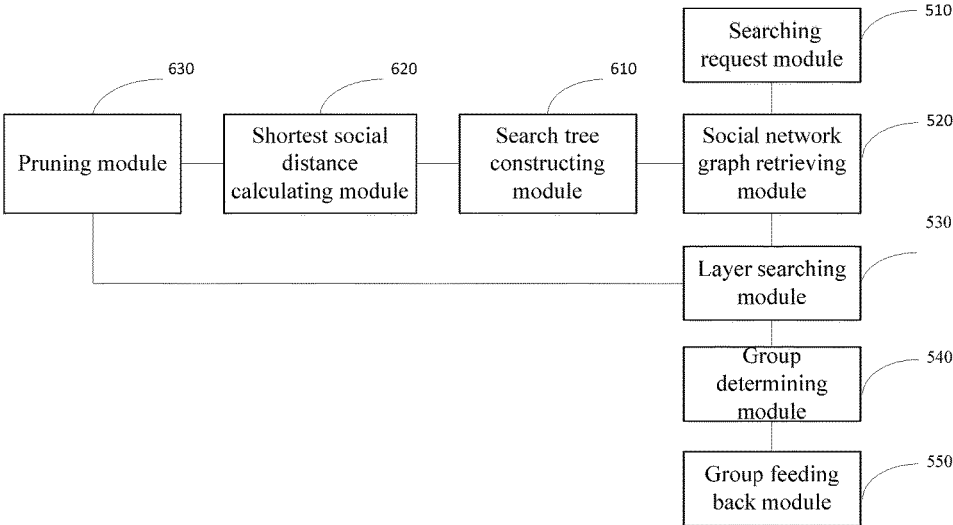 510
Searching
request module
630
620
610
520
Pruning module
Shortest social
distance
calculating module
Search tree
constructing
module
Social network
graph retrieving
module
530
Layer searching
module
540
Group
determining
module
550
Group feeding
back module